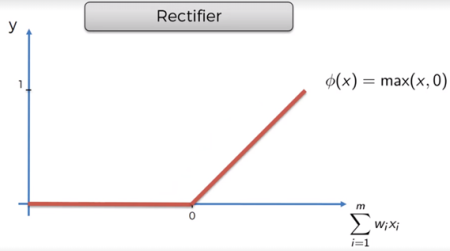 Rectifier
y
1
ϕ(x) = max(x, 0)
0
m
∑ wᵢxᵢ
i=1